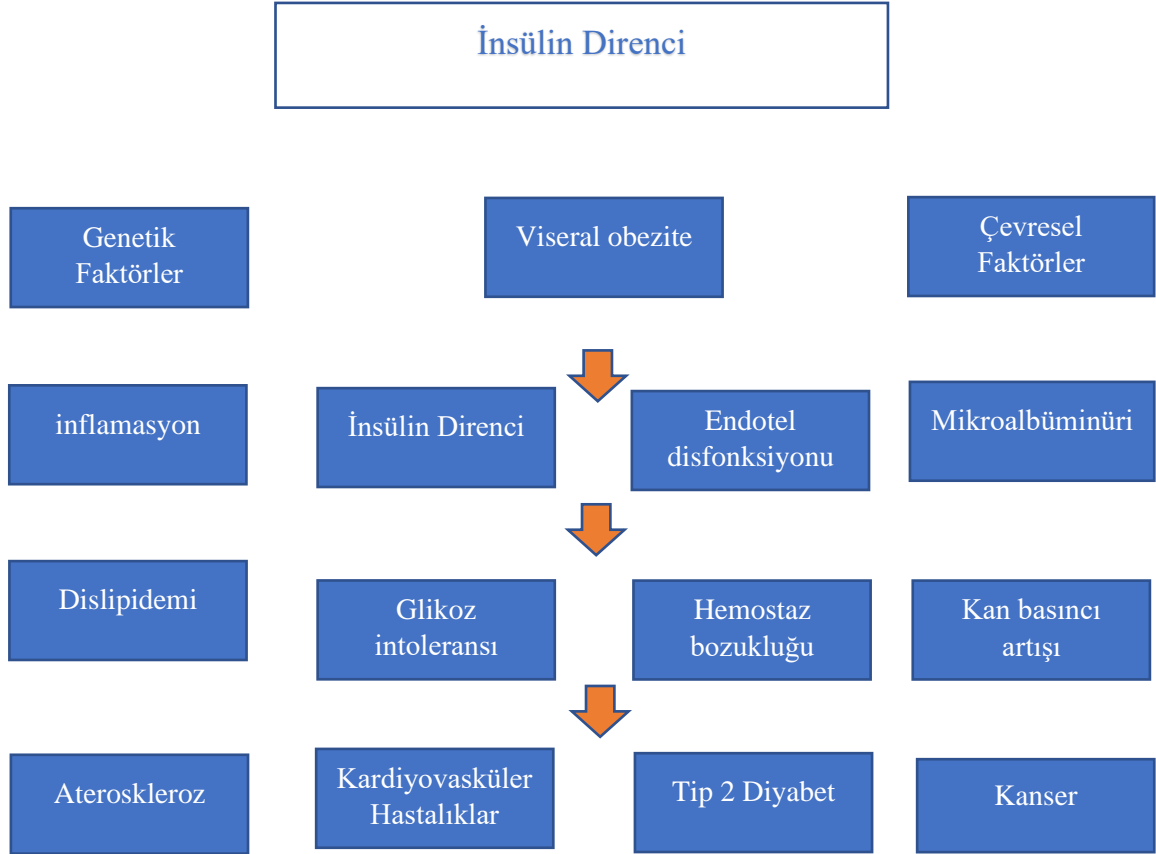 İnsülin Direnci
Genetik
Faktörler
Viseral obezite
Çevresel
Faktörler
inflamasyon
İnsülin Direnci
Endotel
disfonksiyonu
Mikroalbüminüri
Dislipidemi
Glikoz
intoleransı
Hemostaz
bozukluğu
Kan basıncı
artışı
Ateroskleroz
Kardiyovasküler
Hastalıklar
Tip 2 Diyabet
Kanser